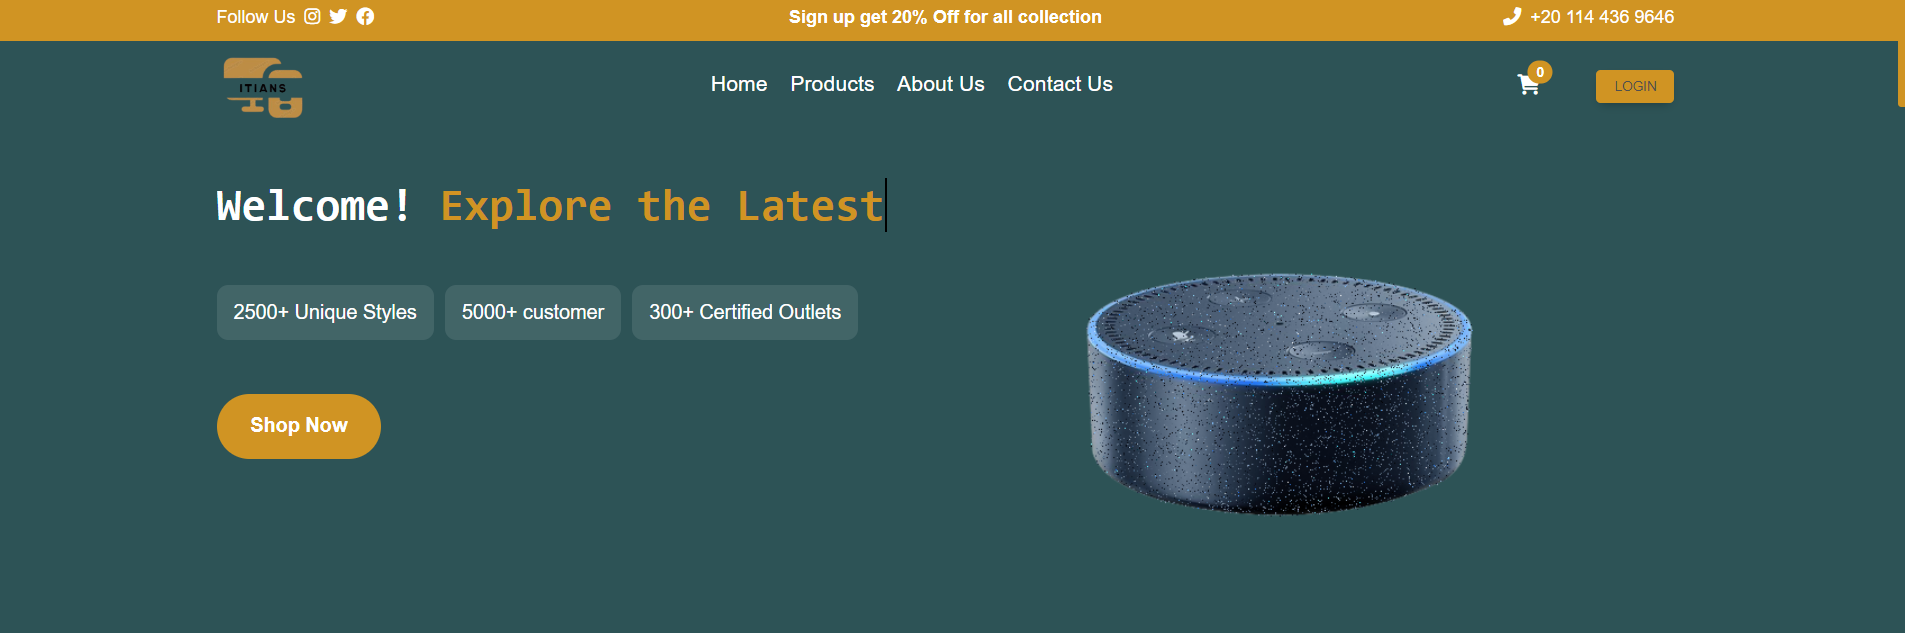 Follow Us
Sign up get 20% Off for all collection
+20 114 436 9646
ITIANS
Home
Products
About Us
Contact Us
0
LOGIN
Welcome! Explore the Latest
2500+ Unique Styles
5000+ customer
300+ Certified Outlets
Shop Now